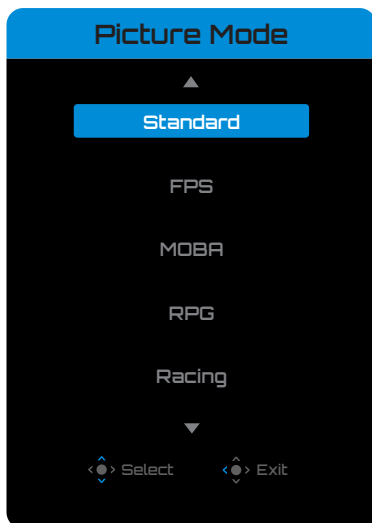 Picture Mode
Standard
FPS
MOBA
RPG
Racing
Select Exit